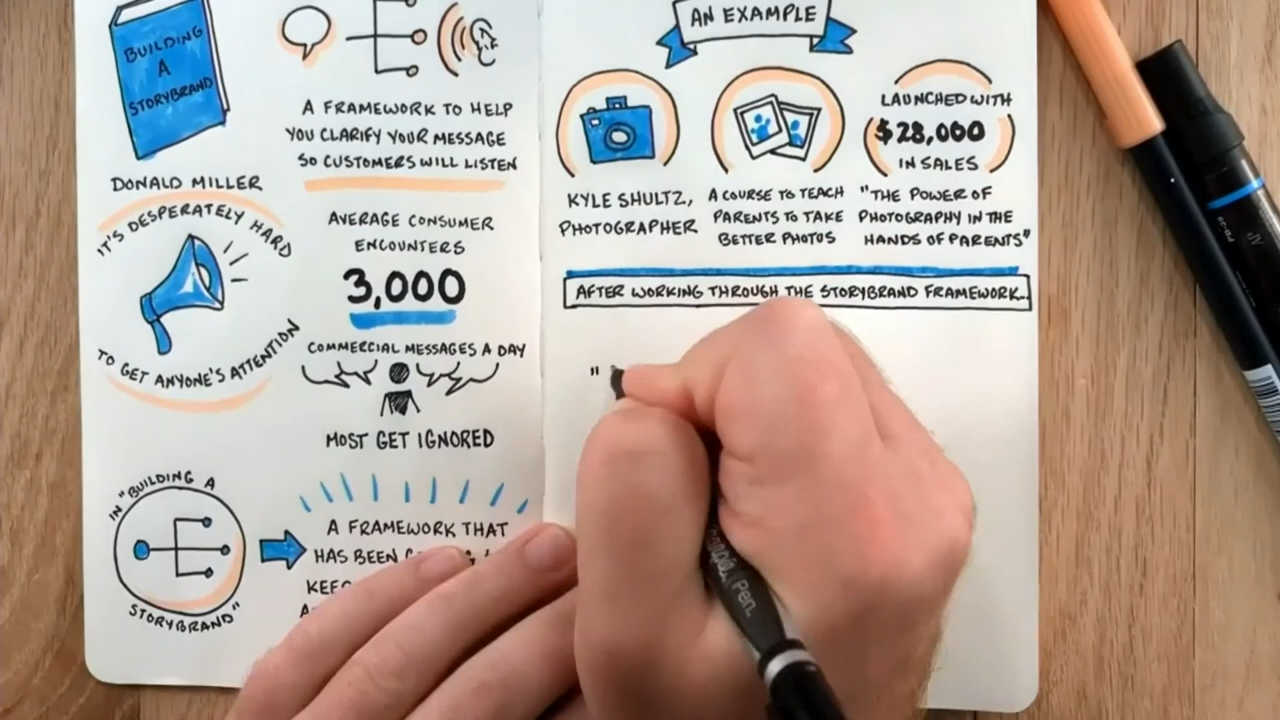 BUILDING
A
STORYBRAND
DONALD MILLER
A FRAMEWORK TO HELP
YOU CLARIFY YOUR MESSAGE
SO CUSTOMERS WILL LISTEN
IT'S DESPERATELY HARD
TO GET ANYONE'S ATTENTION
AVERAGE CONSUMER
ENCOUNTERS
3,000
COMMERCIAL MESSAGES A DAY
MOST GET IGNORED
IN "BUILDING A
STORYBRAND"
A FRAMEWORK THAT
HAS BEEN
AN EXAMPLE
KYLE SHULTZ,
PHOTOGRAPHER
A COURSE TO TEACH
PARENTS TO TAKE
BETTER PHOTOS
LAUNCHED WITH
$28,000
IN SALES
"THE POWER OF
PHOTOGRAPHY IN THE
HANDS OF PARENTS"
AFTER WORKING THROUGH THE STORYBRAND FRAMEWORK...
"
Pen.